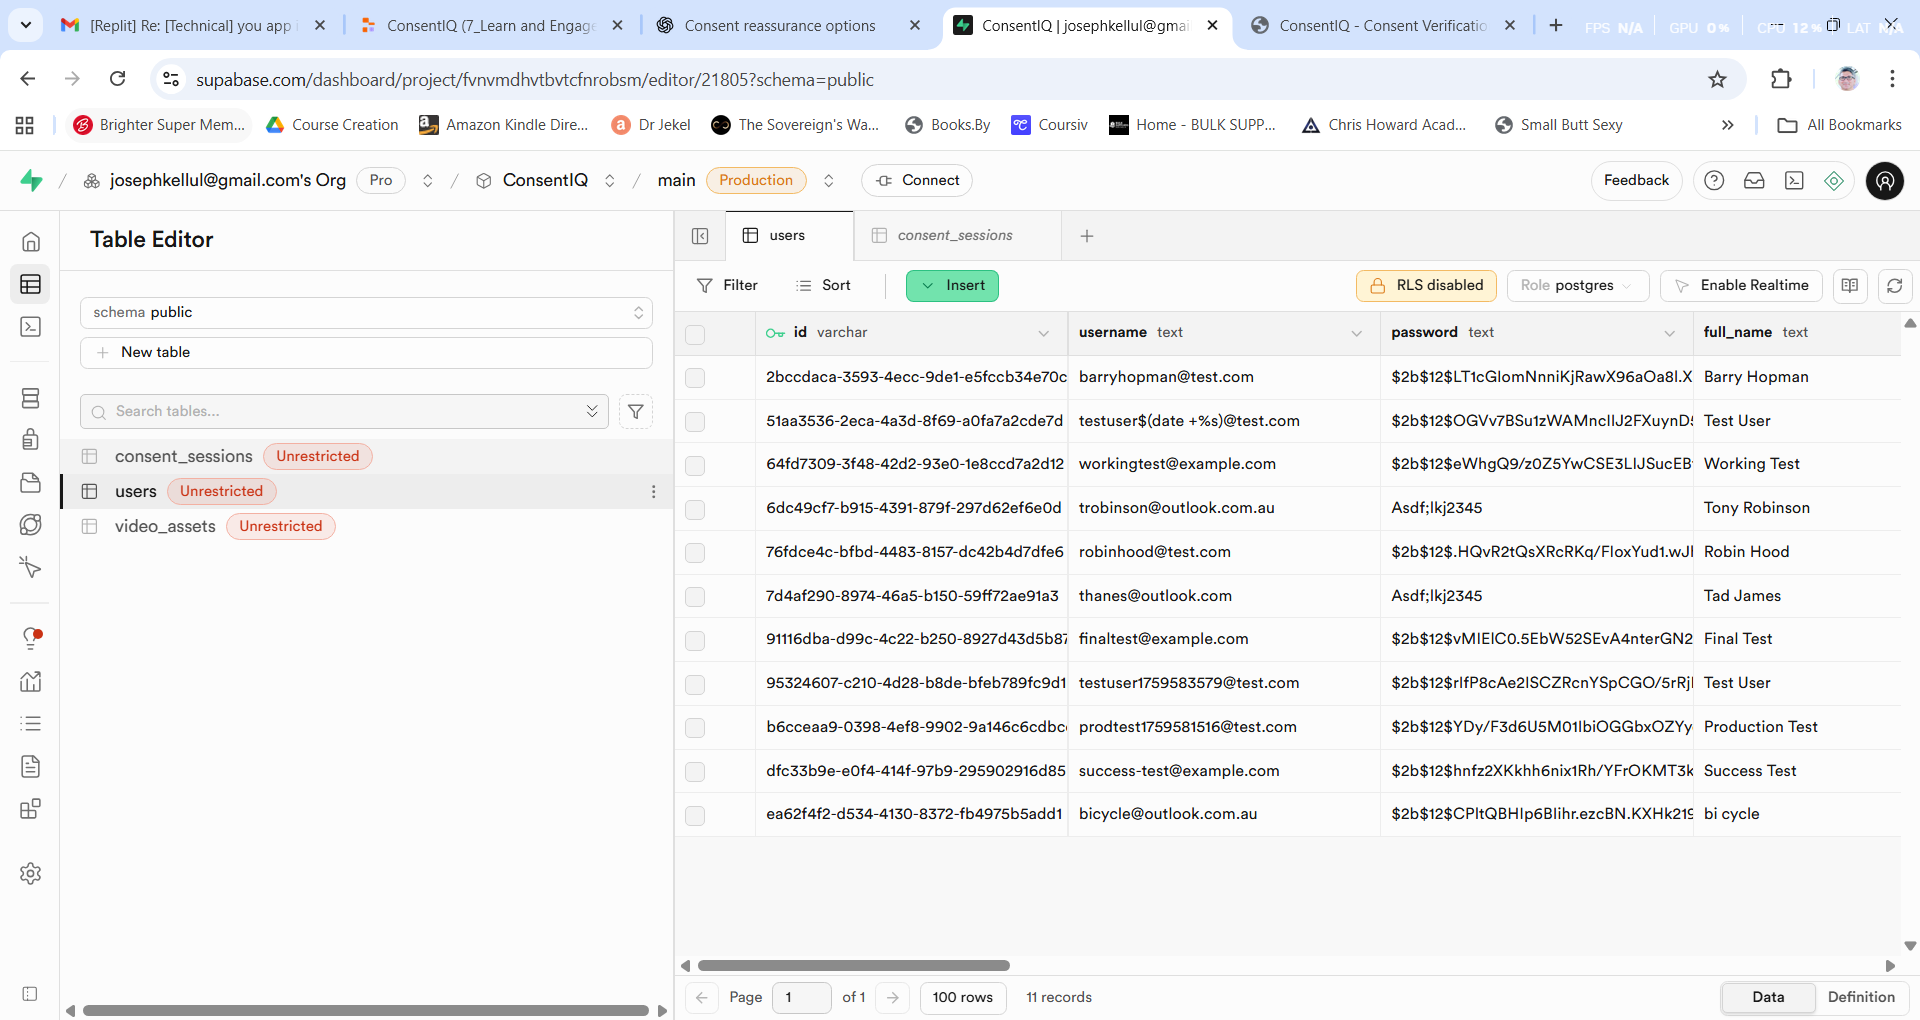 [Replit] Re: [Technical] you app i
ConsentIQ (7_Learn and Engage
Consent reassurance options
ConsentIQ | josephkellul@gmai
ConsentIQ - Consent Verificatio
FPS N/A GPU 0% CPU 12% LAT N/A
supabase.com/dashboard/project/fvnvmdhvtbvtcfnrobsm/editor/21805?schema=public
Brighter Super Mem...
Course Creation
Amazon Kindle Dire...
Dr Jekel
The Sovereign's Wa...
Books.By
Coursiv
Home - BULK SUPP...
Chris Howard Acad...
Small Butt Sexy
All Bookmarks
josephkellul@gmail.com's Org Pro / ConsentIQ / main Production Connect
Feedback
Table Editor
users
consent_sessions
schema public
New table
Search tables...
consent_sessions Unrestricted
users Unrestricted
video_assets Unrestricted
Filter Sort Insert RLS disabled Role postgres Enable Realtime
id varchar username text password text full_name text
2bccdaca-3593-4ecc-9de1-e5fccb34e70c barryhopman@test.com $2b$12$LT1cGlomNnniKjRawX96aOa8I.X Barry Hopman
51aa3536-2eca-4a3d-8f69-a0fa7a2cde7d testuser$(date +%s)@test.com $2b$12$OGVv7BSu1zWAMnclIJ2FXuynD5 Test User
64fd7309-3f48-42d2-93e0-1e8ccd7a2d12 workingtest@example.com $2b$12$eWhgQ9/z0Z5YwCSE3LIJSucEB Working Test
6dc49cf7-b915-4391-879f-297d62ef6e0d trobinson@outlook.com.au Asdf;lkj2345 Tony Robinson
76fdce4c-bfbd-4483-8157-dc42b4d7dfe6 robinhood@test.com $2b$12$.HQvR2tQsXRcRKq/FIoxYud1.wJl Robin Hood
7d4af290-8974-46a5-b150-59ff72ae91a3 thanes@outlook.com Asdf;lkj2345 Tad James
91116dba-d99c-4c22-b250-8927d43d5b87 finaltest@example.com $2b$12$vMIElC0.5EbW52SEvA4nterGN2 Final Test
95324607-c210-4d28-b8de-bfeb789fc9d1 testuser1759583579@test.com $2b$12$rlfP8cAe2ISCZRcnYSpCGO/5rRjl Test User
b6cceaa9-0398-4ef8-9902-9a146c6cdbc prodtest1759581516@test.com $2b$12$YDy/F3d6U5M01IbiOGGbxOZYy Production Test
dfc33b9e-e0f4-414f-97b9-295902916d85 success-test@example.com $2b$12$hnfz2XKkhh6nix1Rh/YFrOKMT3k Success Test
ea62f4f2-d534-4130-8372-fb4975b5add1 bicycle@outlook.com.au $2b$12$CPltQBHIp6Blihr.ezcBN.KXHk219 bi cycle
Page 1 of 1 100 rows 11 records
Data Definition